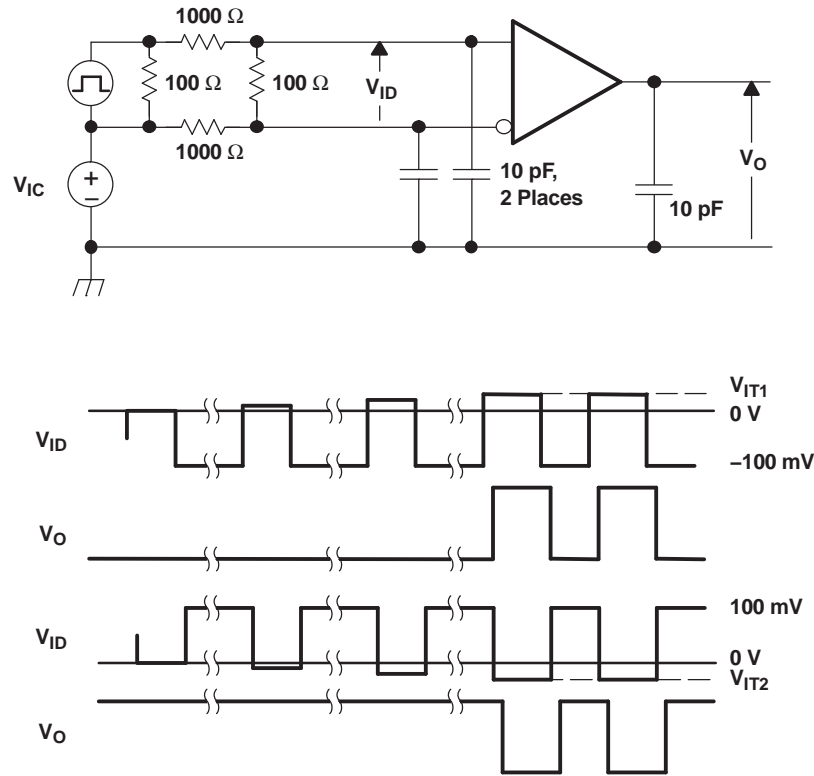 1000 Ω
100 Ω
100 Ω
V_ID
1000 Ω
V_IC
+
–
10 pF,
2 Places
10 pF
V_O
V_IT1
0 V
V_ID
–100 mV
V_O
100 mV
V_ID
0 V
V_IT2
V_O